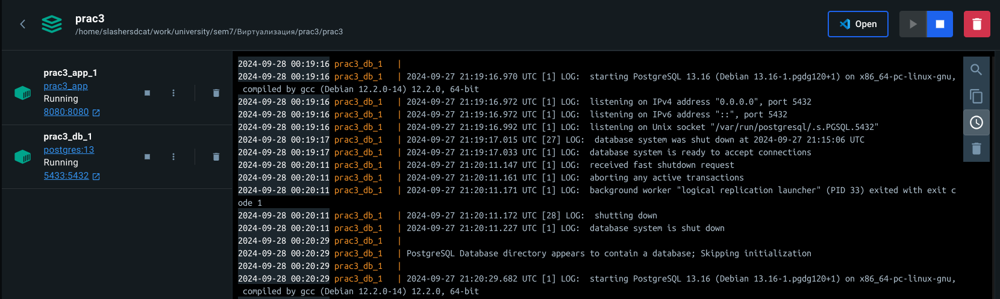 prac3
/home/slashersdcat/work/university/sem7/Виртуализация/prac3/prac3
Open
prac3_app_1
prac3_app
Running
8080:8080
prac3_db_1
postgres:13
Running
5433:5432
2024-09-28 00:19:16 prac3_db_1   |
2024-09-28 00:19:16 prac3_db_1   | 2024-09-27 21:19:16.970 UTC [1] LOG:  starting PostgreSQL 13.16 (Debian 13.16-1.pgdg120+1) on x86_64-pc-linux-gnu,
compiled by gcc (Debian 12.2.0-14) 12.2.0, 64-bit
2024-09-28 00:19:16 prac3_db_1   | 2024-09-27 21:19:16.972 UTC [1] LOG:  listening on IPv4 address "0.0.0.0", port 5432
2024-09-28 00:19:16 prac3_db_1   | 2024-09-27 21:19:16.972 UTC [1] LOG:  listening on IPv6 address "::", port 5432
2024-09-28 00:19:16 prac3_db_1   | 2024-09-27 21:19:16.992 UTC [1] LOG:  listening on Unix socket "/var/run/postgresql/.s.PGSQL.5432"
2024-09-28 00:19:17 prac3_db_1   | 2024-09-27 21:19:17.015 UTC [27] LOG:  database system was shut down at 2024-09-27 21:15:06 UTC
2024-09-28 00:19:17 prac3_db_1   | 2024-09-27 21:19:17.033 UTC [1] LOG:  database system is ready to accept connections
2024-09-28 00:20:11 prac3_db_1   | 2024-09-27 21:20:11.147 UTC [1] LOG:  received fast shutdown request
2024-09-28 00:20:11 prac3_db_1   | 2024-09-27 21:20:11.161 UTC [1] LOG:  aborting any active transactions
2024-09-28 00:20:11 prac3_db_1   | 2024-09-27 21:20:11.171 UTC [1] LOG:  background worker "logical replication launcher" (PID 33) exited with exit c
ode 1
2024-09-28 00:20:11 prac3_db_1   | 2024-09-27 21:20:11.172 UTC [28] LOG:  shutting down
2024-09-28 00:20:11 prac3_db_1   | 2024-09-27 21:20:11.227 UTC [1] LOG:  database system is shut down
2024-09-28 00:20:29 prac3_db_1   |
2024-09-28 00:20:29 prac3_db_1   | PostgreSQL Database directory appears to contain a database; Skipping initialization
2024-09-28 00:20:29 prac3_db_1   |
2024-09-28 00:20:29 prac3_db_1   | 2024-09-27 21:20:29.682 UTC [1] LOG:  starting PostgreSQL 13.16 (Debian 13.16-1.pgdg120+1) on x86_64-pc-linux-gnu,
compiled by gcc (Debian 12.2.0-14) 12.2.0, 64-bit